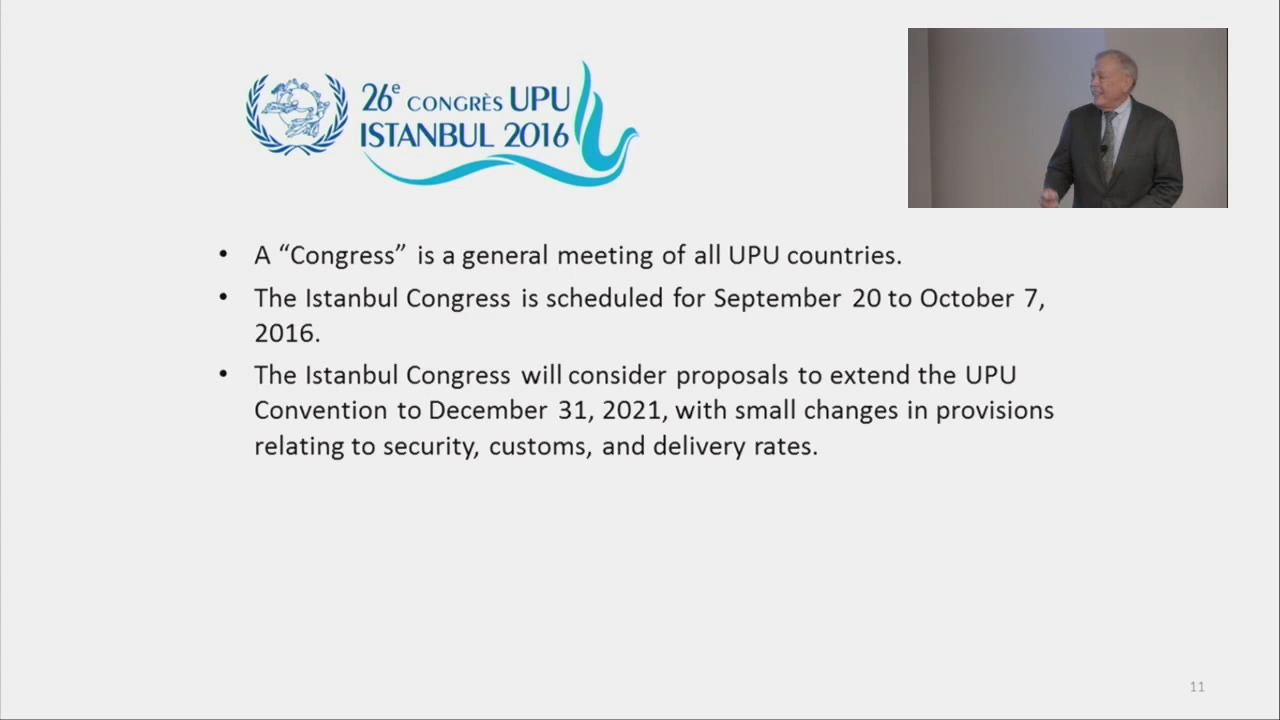 26e CONGRÈS UPU
ISTANBUL 2016
• A “Congress” is a general meeting of all UPU countries.
• The Istanbul Congress is scheduled for September 20 to October 7,
2016.
• The Istanbul Congress will consider proposals to extend the UPU
Convention to December 31, 2021, with small changes in provisions
relating to security, customs, and delivery rates.
11